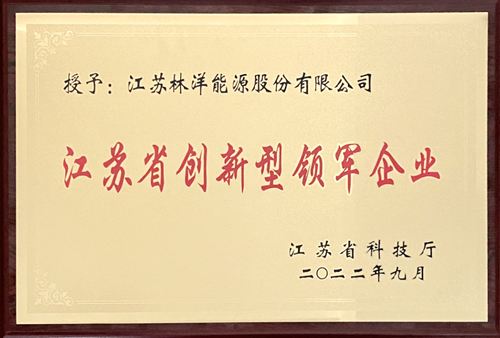 授予：江苏林洋能源股份有限公司
江苏省创新型领军企业
江苏省科技厅
二〇二二年九月